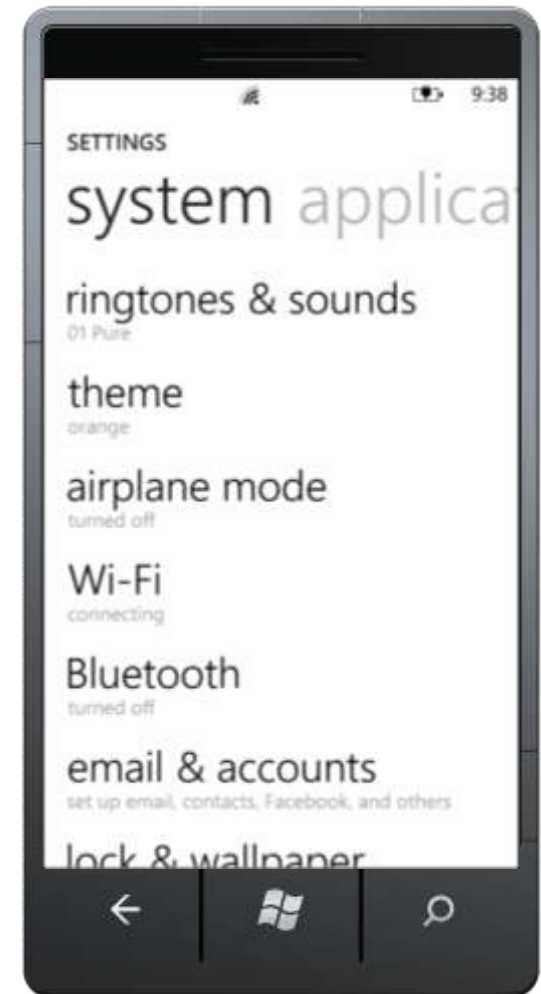 9:38
SETTINGS
system applica
ringtones & sounds
01 Pure
theme
orange
airplane mode
turned off
Wi-Fi
connecting
Bluetooth
turned off
email & accounts
set up email, contacts, Facebook, and others
lock & wallpaper